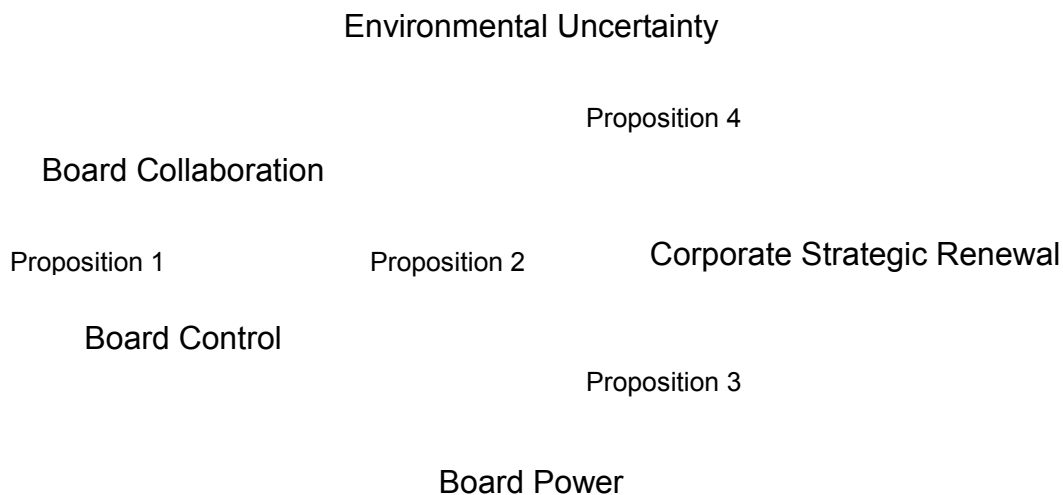 Environmental Uncertainty
Proposition 4
Board Collaboration
Proposition 1
Proposition 2
Corporate Strategic Renewal
Board Control
Proposition 3
Board Power